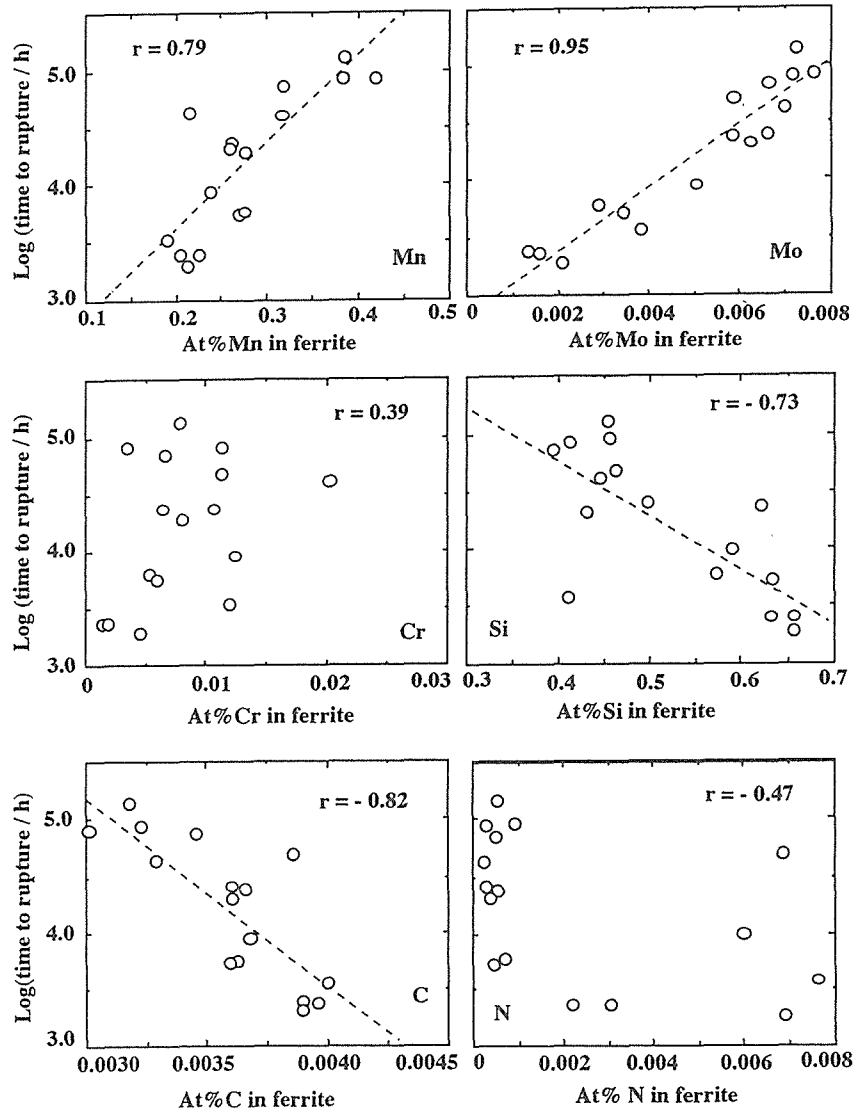 r = 0.79
Log (time to rupture / h)
5.0
4.0
3.0
Mn
0.1 0.2 0.3 0.4 0.5
At%Mn in ferrite
r = 0.95
Mo
0.002 0.004 0.006 0.008
At%Mo in ferrite
r = 0.39
Log (time to rupture / h)
5.0
4.0
3.0
Cr
0 0.01 0.02 0.03
At%Cr in ferrite
r = - 0.73
Si
0.3 0.4 0.5 0.6 0.7
At%Si in ferrite
r = - 0.82
Log(time to rupture / h)
5.0
4.0
3.0
C
0.0030 0.0035 0.0040 0.0045
At%C in ferrite
r = - 0.47
N
0 0.002 0.004 0.006 0.008
At% N in ferrite